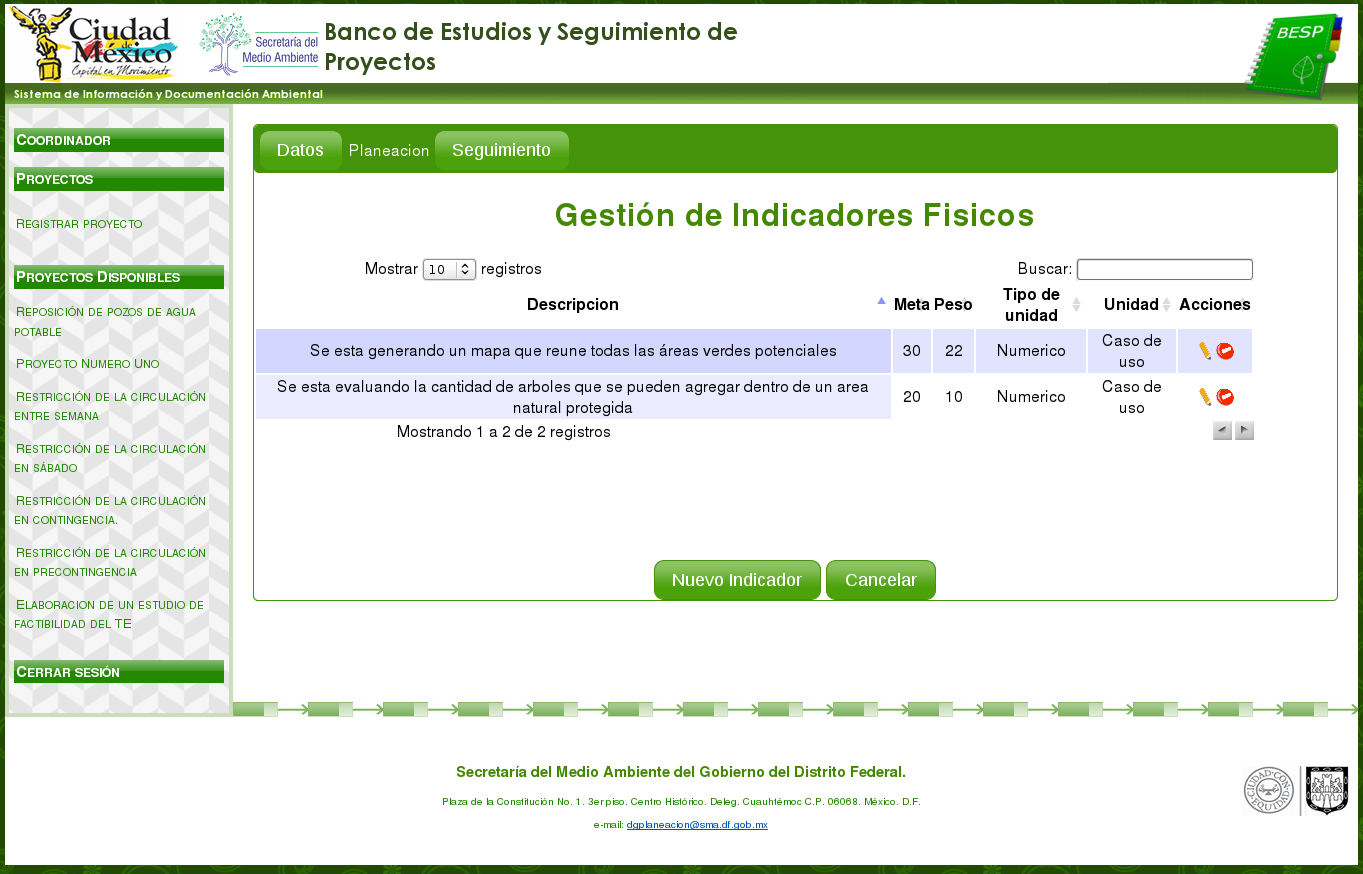 Ciudad
de
México
Capital en Movimiento
Secretaría del
Medio Ambiente
Banco de Estudios y Seguimiento de
Proyectos
BESP
Sistema de Información y Documentación Ambiental
COORDINADOR
PROYECTOS
REGISTRAR PROYECTO
PROYECTOS DISPONIBLES
REPOSICIÓN DE POZOS DE AGUA
POTABLE
PROYECTO NUMERO UNO
RESTRICCIÓN DE LA CIRCULACIÓN
ENTRE SEMANA
RESTRICCIÓN DE LA CIRCULACIÓN
EN SÁBADO
RESTRICCIÓN DE LA CIRCULACIÓN
EN CONTINGENCIA.
RESTRICCIÓN DE LA CIRCULACIÓN
EN PRECONTINGENCIA
ELABORACION DE UN ESTUDIO DE
FACTIBILIDAD DEL TE
CERRAR SESIÓN
Datos Planeacion Seguimiento
Gestión de Indicadores Fisicos
Mostrar 10 registros Buscar:
Descripcion Meta Peso Tipo de unidad Unidad Acciones
Se esta generando un mapa que reune todas las áreas verdes potenciales 30 22 Numerico Caso de uso
Se esta evaluando la cantidad de arboles que se pueden agregar dentro de un area
natural protegida 20 10 Numerico Caso de uso
Mostrando 1 a 2 de 2 registros
Nuevo Indicador Cancelar
Secretaría del Medio Ambiente del Gobierno del Distrito Federal.
Plaza de la Constitución No. 1. 3er piso. Centro Histórico. Deleg. Cuauhtémoc C.P. 06068. México. D.F.
e-mail: dgplaneacion@sma.df.gob.mx
CIUDAD CON
EQUIDAD